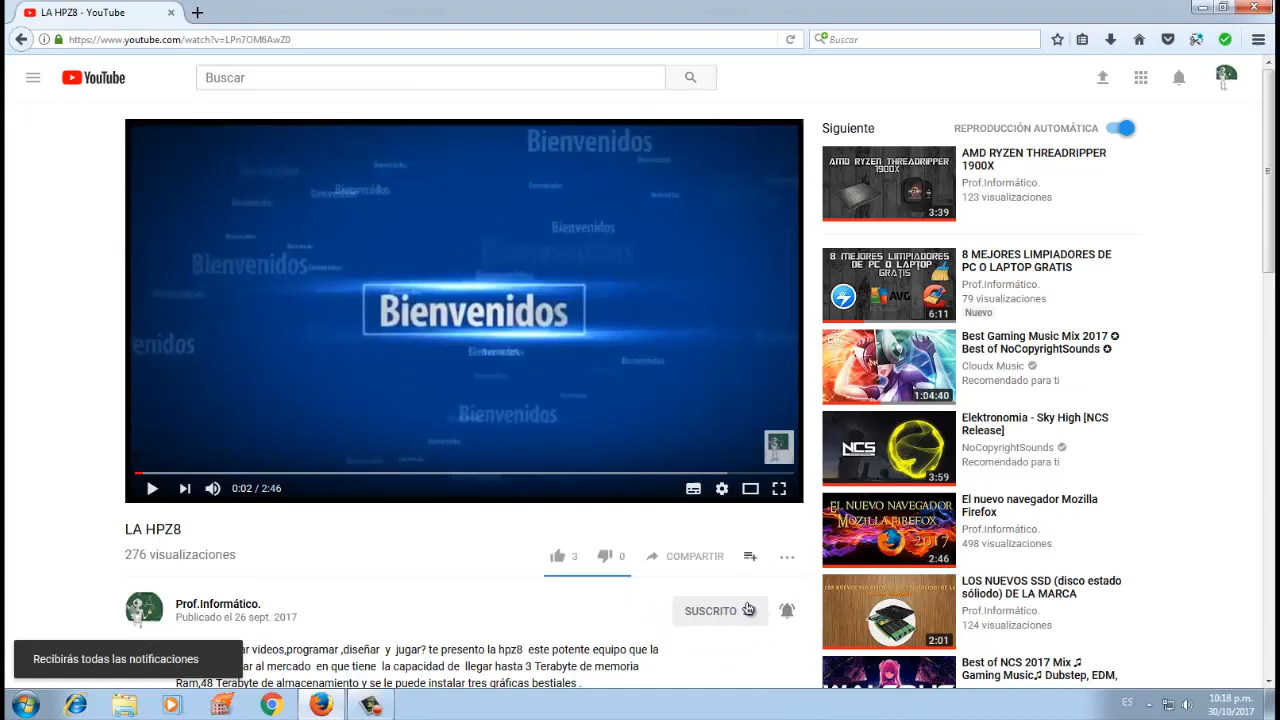 LA HPZ8 - YouTube
https://www.youtube.com/watch?v=LPn7OM6AwZ0
Buscar
YouTube
Buscar
Bienvenidos
Bienvenidos
Bienvenidos
Bienvenidos
Bienvenidos
Bienvenidos
Bienvenidos
0:02 / 2:46
LA HPZ8
276 visualizaciones
3
0
COMPARTIR
Prof.Informático.
Publicado el 26 sept. 2017
SUSCRITO
ar videos,programar ,diseñar y jugar? te presento la hpz8 este potente equipo que la
ar al mercado en que tiene la capacidad de llegar hasta 3 Terabyte de memoria
Ram,48 Terabyte de almacenamiento y se le puede instalar tres gráficas bestiales .
Recibirás todas las notificaciones
Siguiente
REPRODUCCIÓN AUTOMÁTICA
AMD RYZEN THREADRIPPER
1900X
3:39
AMD RYZEN THREADRIPPER
1900X
Prof.Informático.
123 visualizaciones
8 MEJORES LIMPIADORES
DE PC O LAPTOP
GRATIS
AVG
6:11
8 MEJORES LIMPIADORES DE
PC O LAPTOP GRATIS
Prof.Informático.
79 visualizaciones
Nuevo
1:04:40
Best Gaming Music Mix 2017 ✪
Best of NoCopyrightSounds ✪
Cloudx Music
Recomendado para ti
NCS
3:59
Elektronomia - Sky High [NCS
Release]
NoCopyrightSounds
Recomendado para ti
EL NUEVO NAVEGADOR
MOZILLA FIREFOX
2017
2:46
El nuevo navegador Mozilla
Firefox
Prof.Informático.
498 visualizaciones
2:01
LOS NUEVOS SSD (disco estado
sóliodo) DE LA MARCA
Prof.Informático.
124 visualizaciones
Best of NCS 2017 Mix ♫
Gaming Music♫ Dubstep, EDM,
ES
10:18 p.m.
30/10/2017